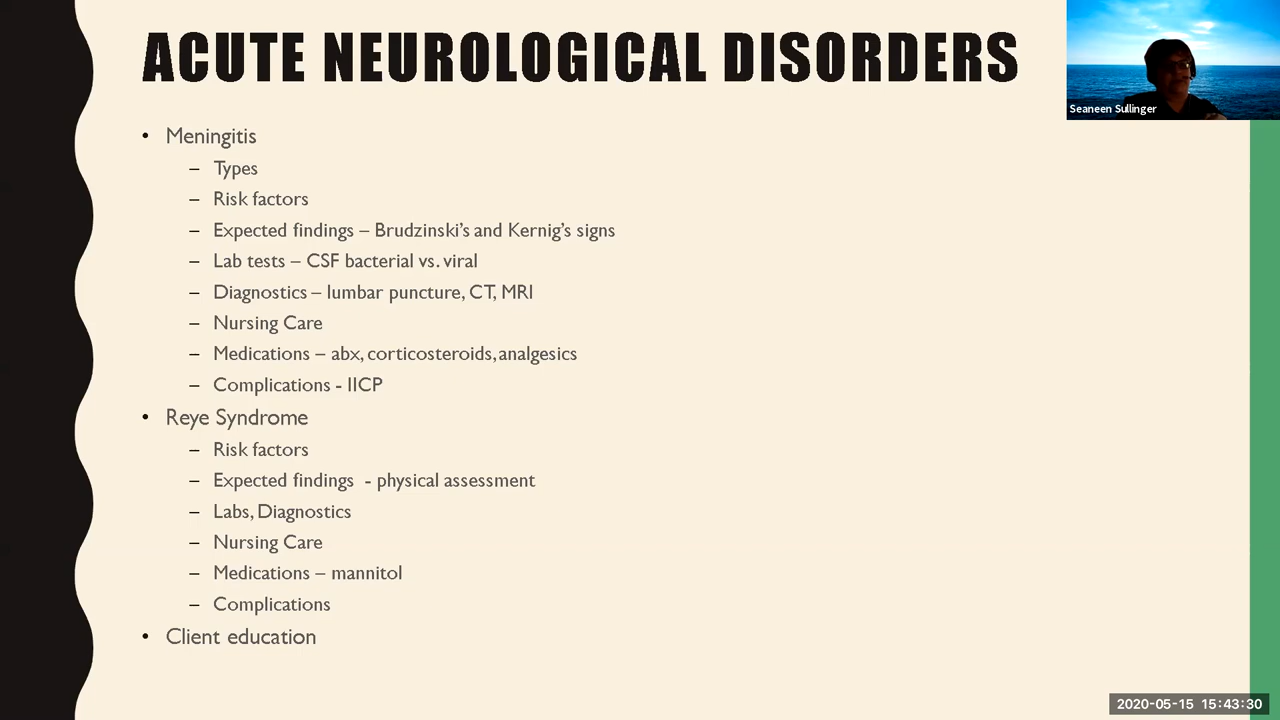 ACUTE NEUROLOGICAL DISORDERS
Seaneen Sullinger
• Meningitis
– Types
– Risk factors
– Expected findings – Brudzinski's and Kernig's signs
– Lab tests – CSF bacterial vs. viral
– Diagnostics – lumbar puncture, CT, MRI
– Nursing Care
– Medications – abx, corticosteroids, analgesics
– Complications - IICP
• Reye Syndrome
– Risk factors
– Expected findings - physical assessment
– Labs, Diagnostics
– Nursing Care
– Medications – mannitol
– Complications
• Client education
2020-05-15 15:43:30